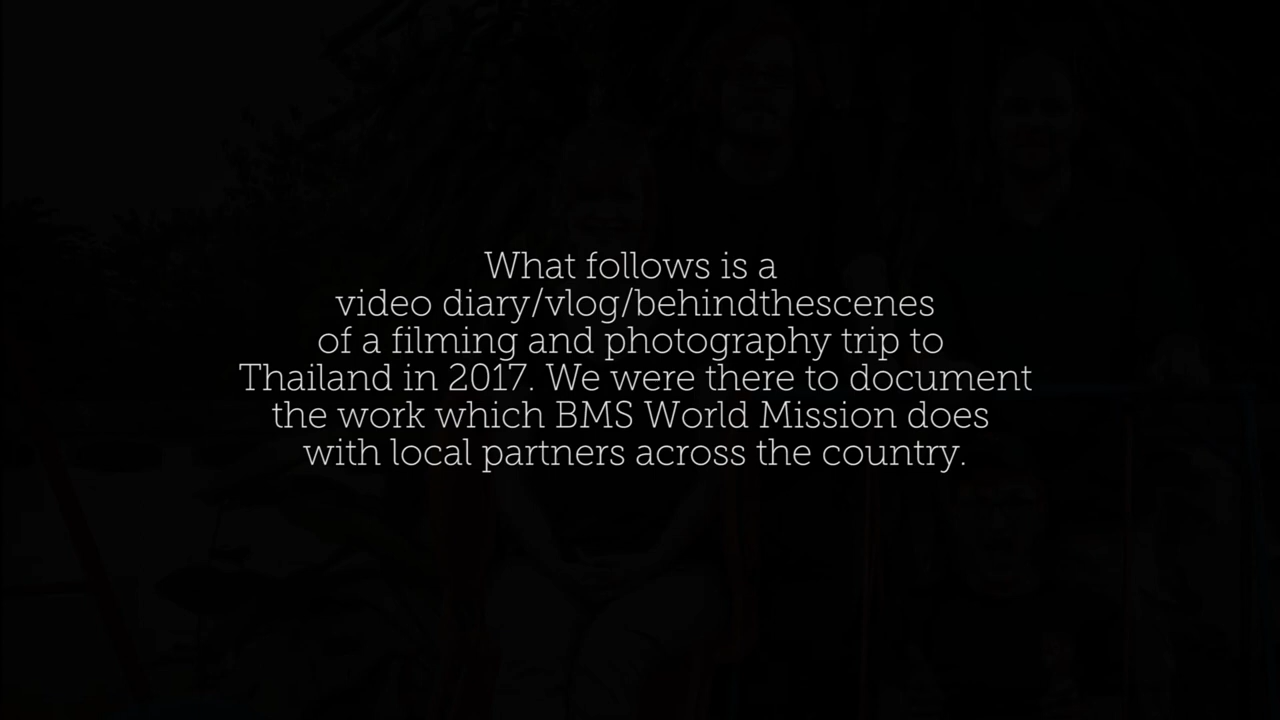 What follows is a
video diary/vlog/behindthescenes
of a filming and photography trip to
Thailand in 2017. We were there to document
the work which BMS World Mission does
with local partners across the country.